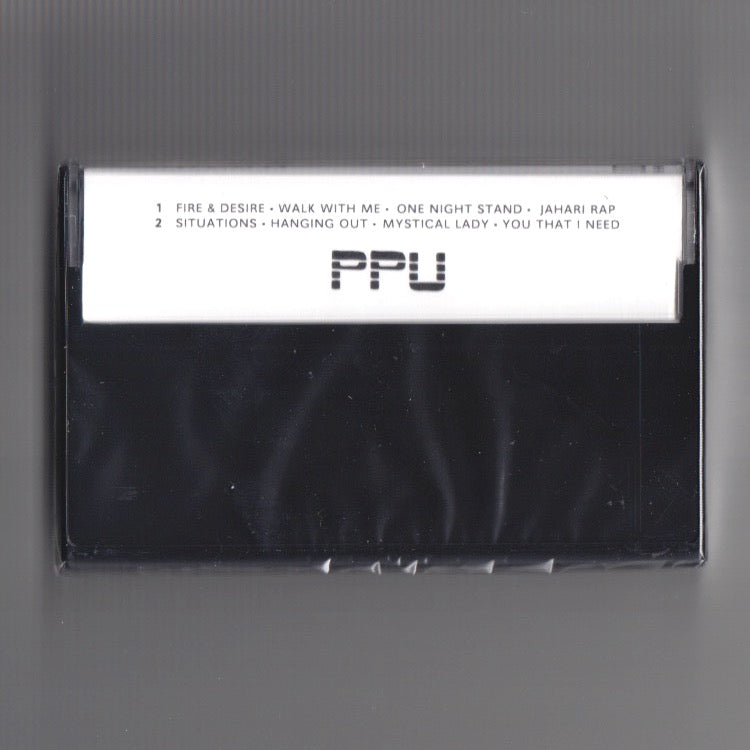 1 FIRE & DESIRE • WALK WITH ME • ONE NIGHT STAND • JAHARI RAP
2 SITUATIONS • HANGING OUT • MYSTICAL LADY • YOU THAT I NEED
PPU